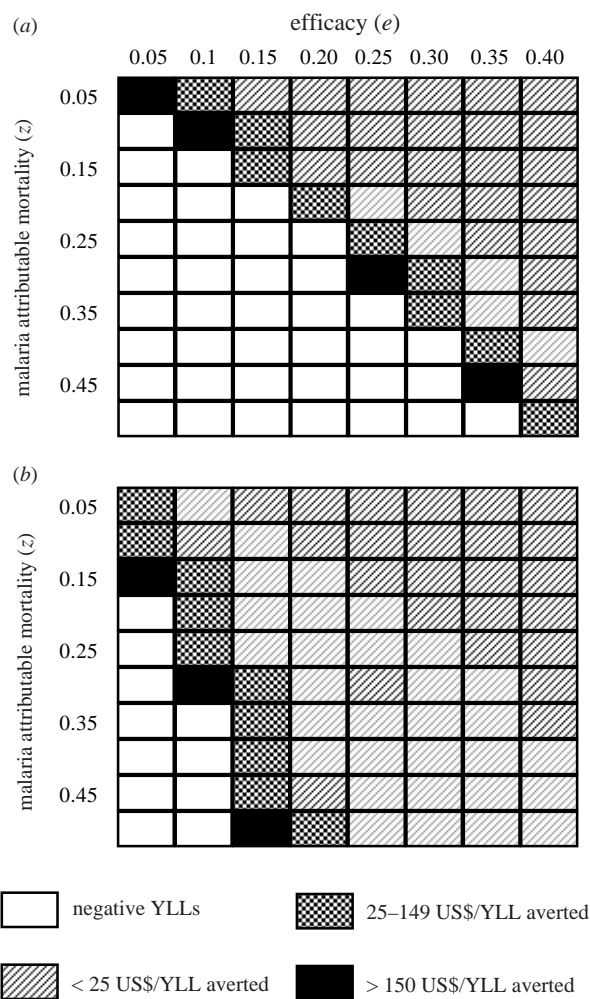 (a)
efficacy (e)
0.05 0.1 0.15 0.20 0.25 0.30 0.35 0.40
malaria attributable mortality (z)
0.05
0.15
0.25
0.35
0.45
(b)
malaria attributable mortality (z)
0.05
0.15
0.25
0.35
0.45
negative YLLs
25–149 US$/YLL averted
< 25 US$/YLL averted
> 150 US$/YLL averted